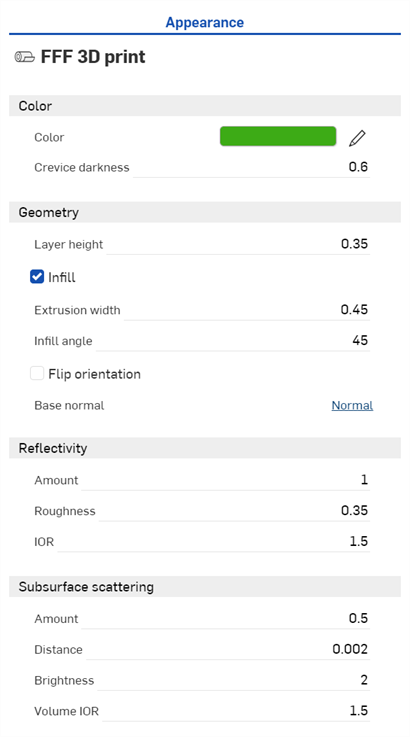 Appearance
FFF 3D print
Color
Color
Crevice darkness 0.6
Geometry
Layer height 0.35
Infill
Extrusion width 0.45
Infill angle 45
Flip orientation
Base normal Normal
Reflectivity
Amount 1
Roughness 0.35
IOR 1.5
Subsurface scattering
Amount 0.5
Distance 0.002
Brightness 2
Volume IOR 1.5